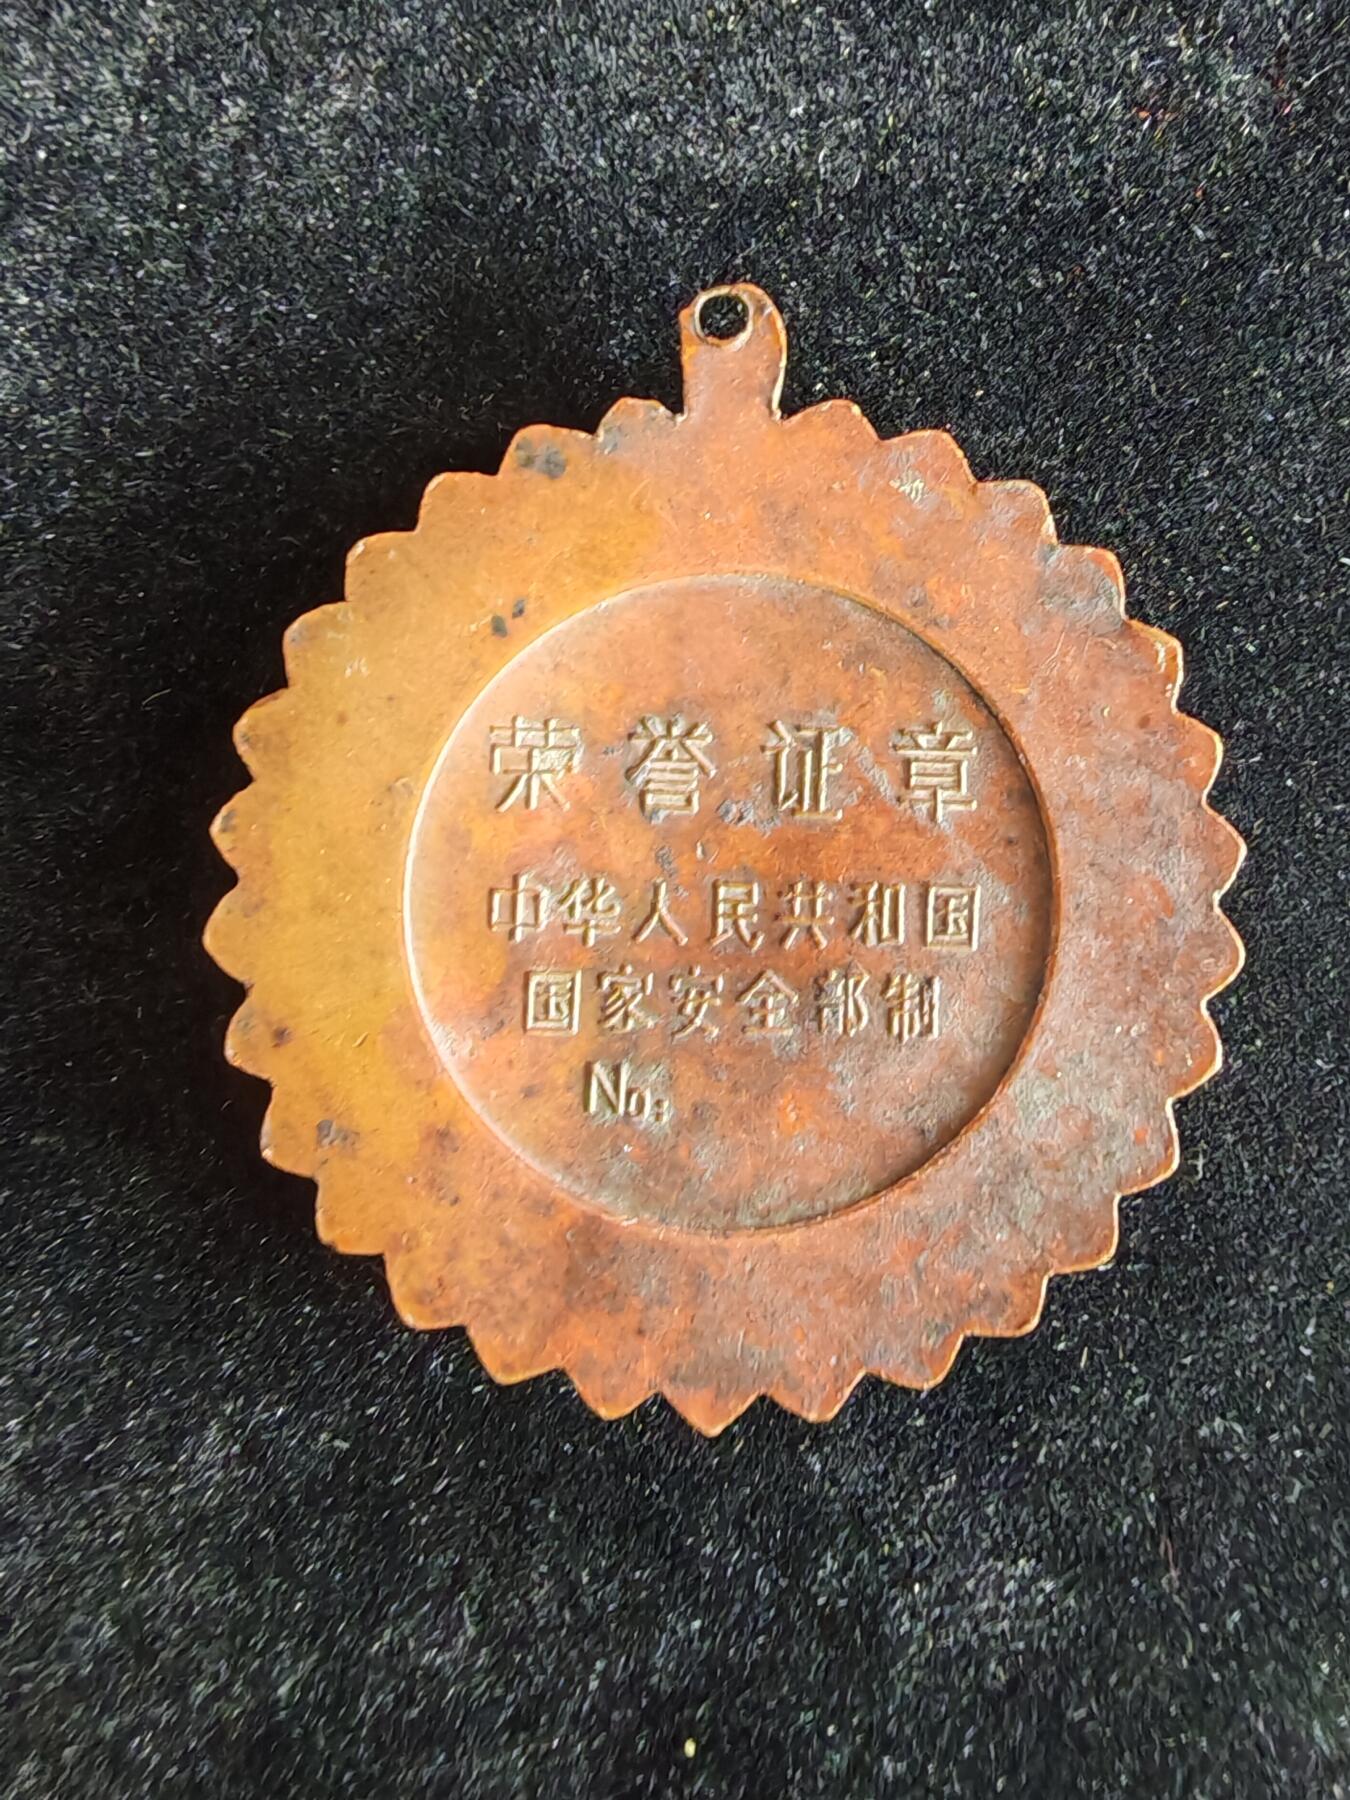 荣誉证章
中华人民共和国
国家安全部制
No: